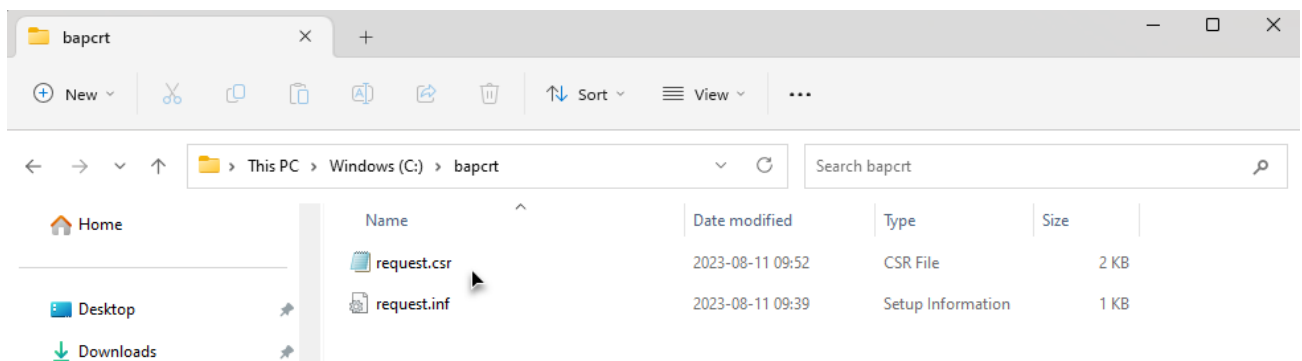 bapcrt
New
Sort
View
This PC > Windows (C:) > bapcrt
Search bapcrt
Home
Name Date modified Type Size
request.csr 2023-08-11 09:52 CSR File 2 KB
request.inf 2023-08-11 09:39 Setup Information 1 KB
Desktop
Downloads